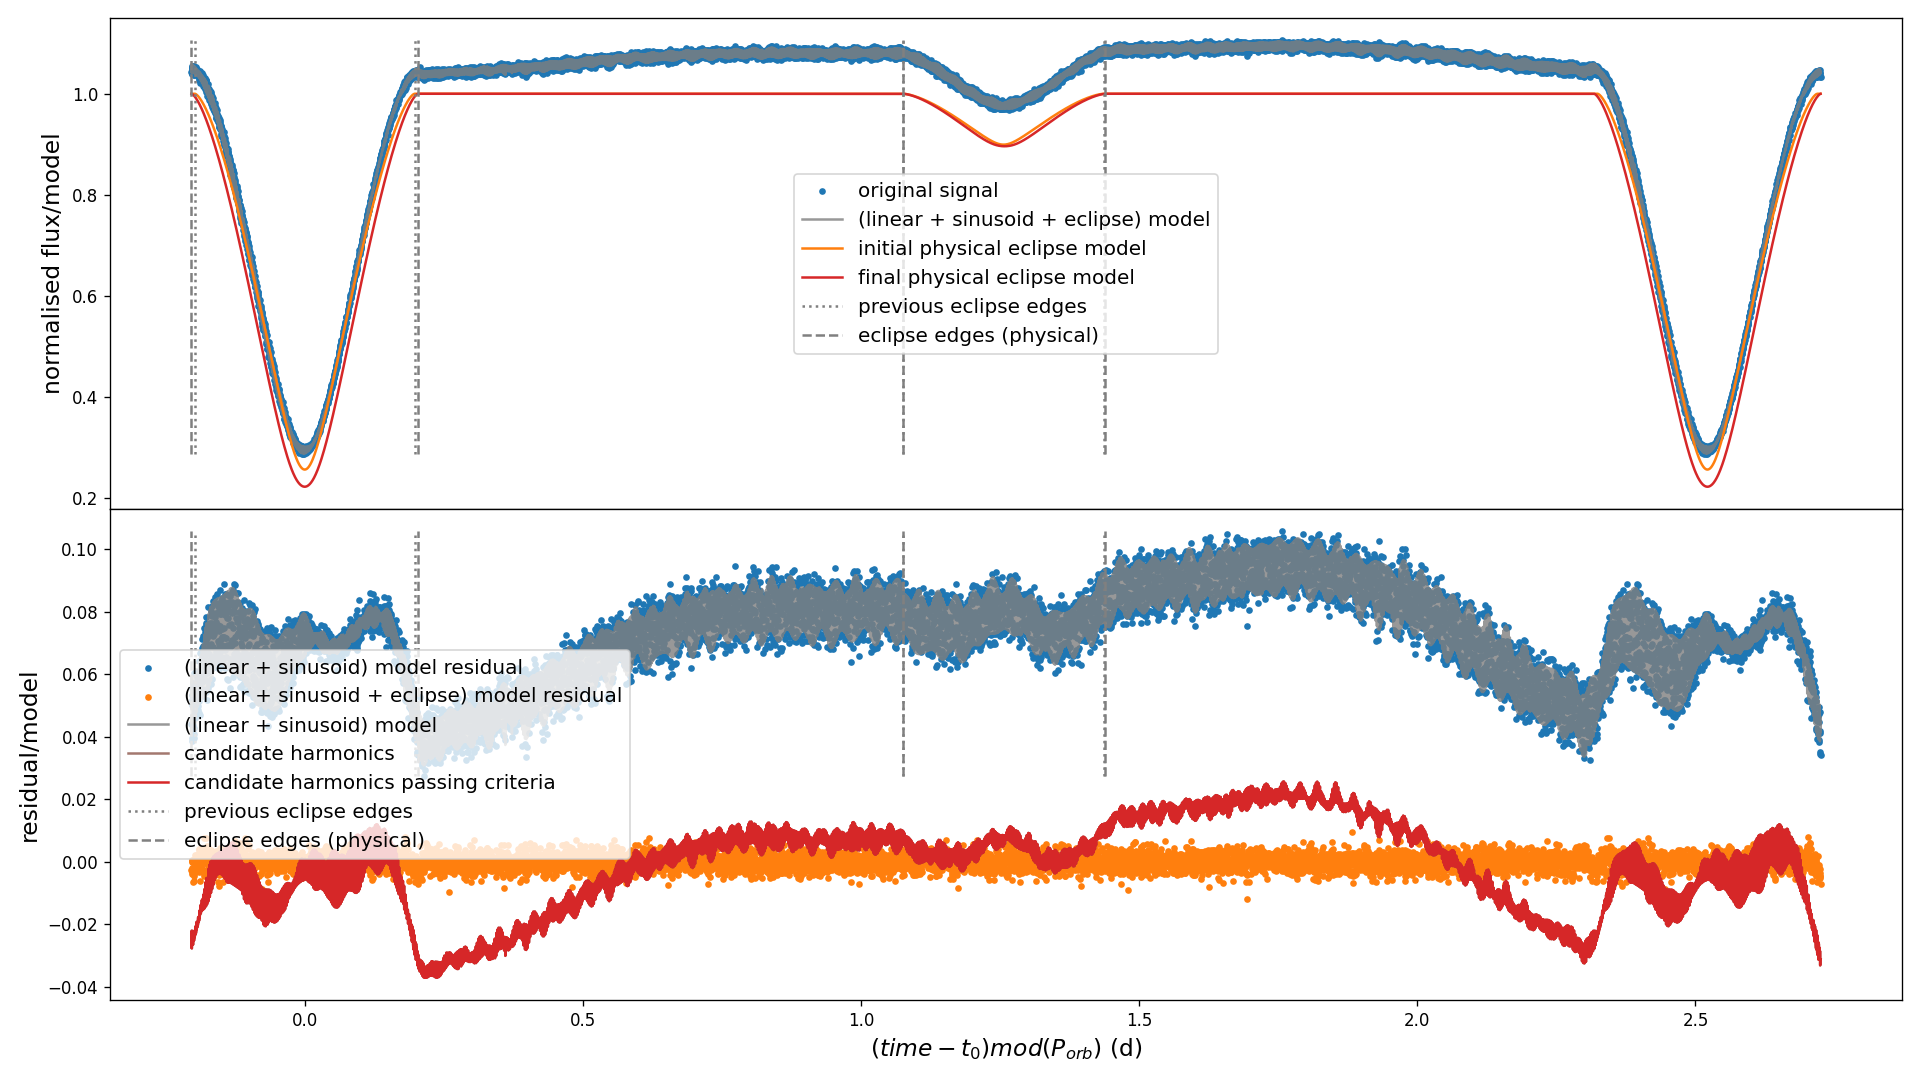 normalised flux/model
1.0
0.8
0.6
0.4
0.2
original signal
(linear + sinusoid + eclipse) model
initial physical eclipse model
final physical eclipse model
previous eclipse edges
eclipse edges (physical)
residual/model
0.10
0.08
0.06
0.04
0.02
0.00
−0.02
−0.04
(linear + sinusoid) model residual
(linear + sinusoid + eclipse) model residual
(linear + sinusoid) model
candidate harmonics
candidate harmonics passing criteria
previous eclipse edges
eclipse edges (physical)
0.0 0.5 1.0 1.5 2.0 2.5
(time − t₀)mod(Pₒᵣb) (d)